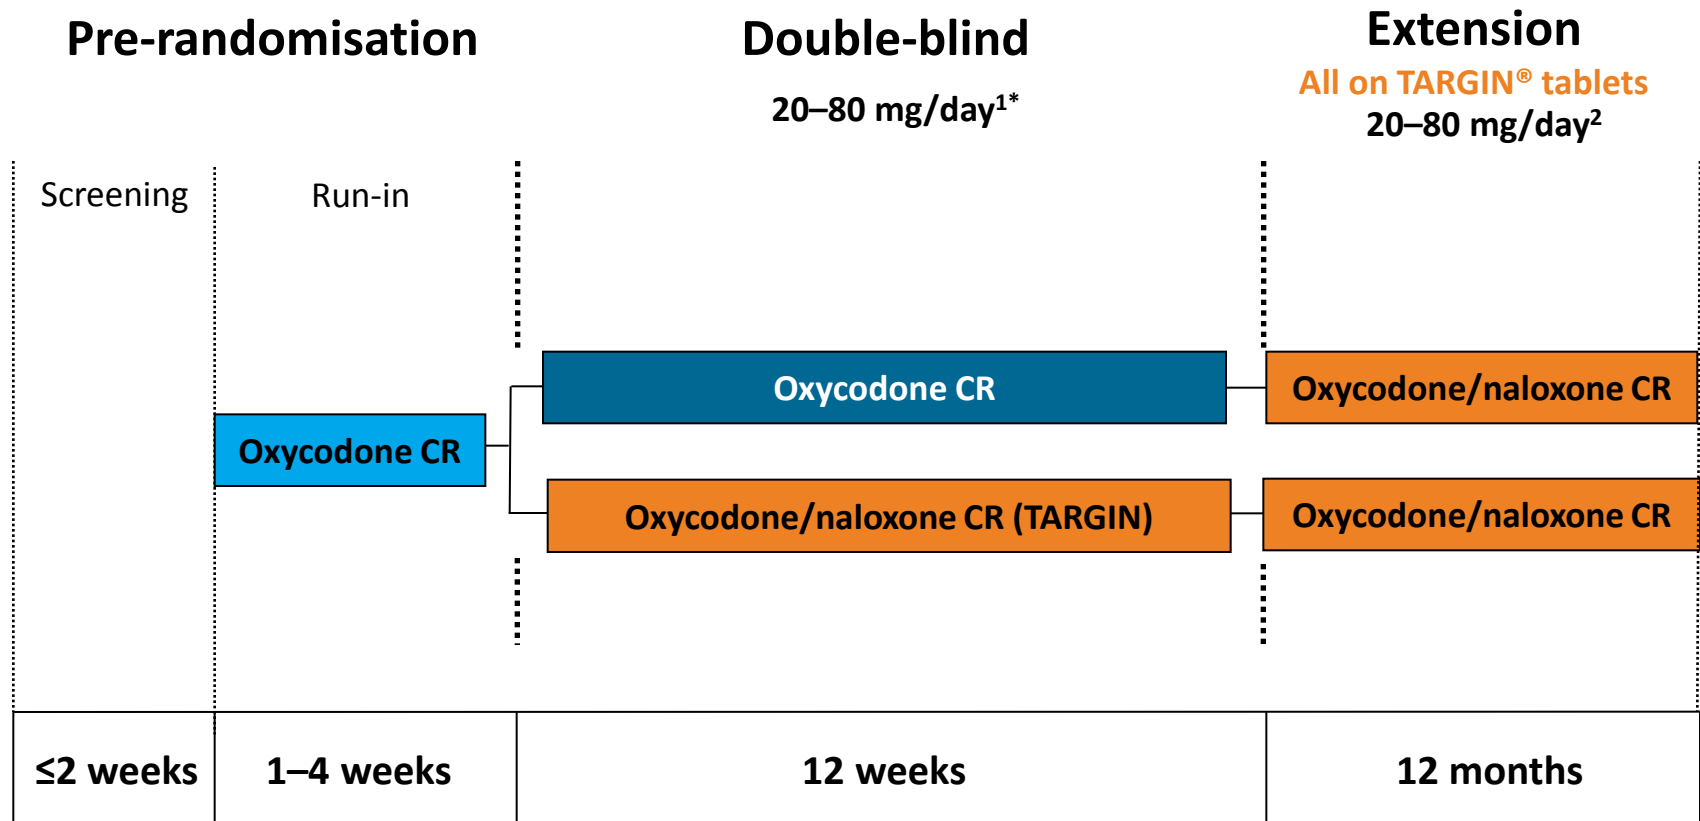 Pre-randomisation
Double-blind
20–80 mg/day1*
Extension
All on TARGIN® tablets
20–80 mg/day2
Screening
Run-in
Oxycodone CR
Oxycodone/naloxone CR
Oxycodone CR
Oxycodone/naloxone CR (TARGIN)
Oxycodone/naloxone CR
≤2 weeks
1–4 weeks
12 weeks
12 months